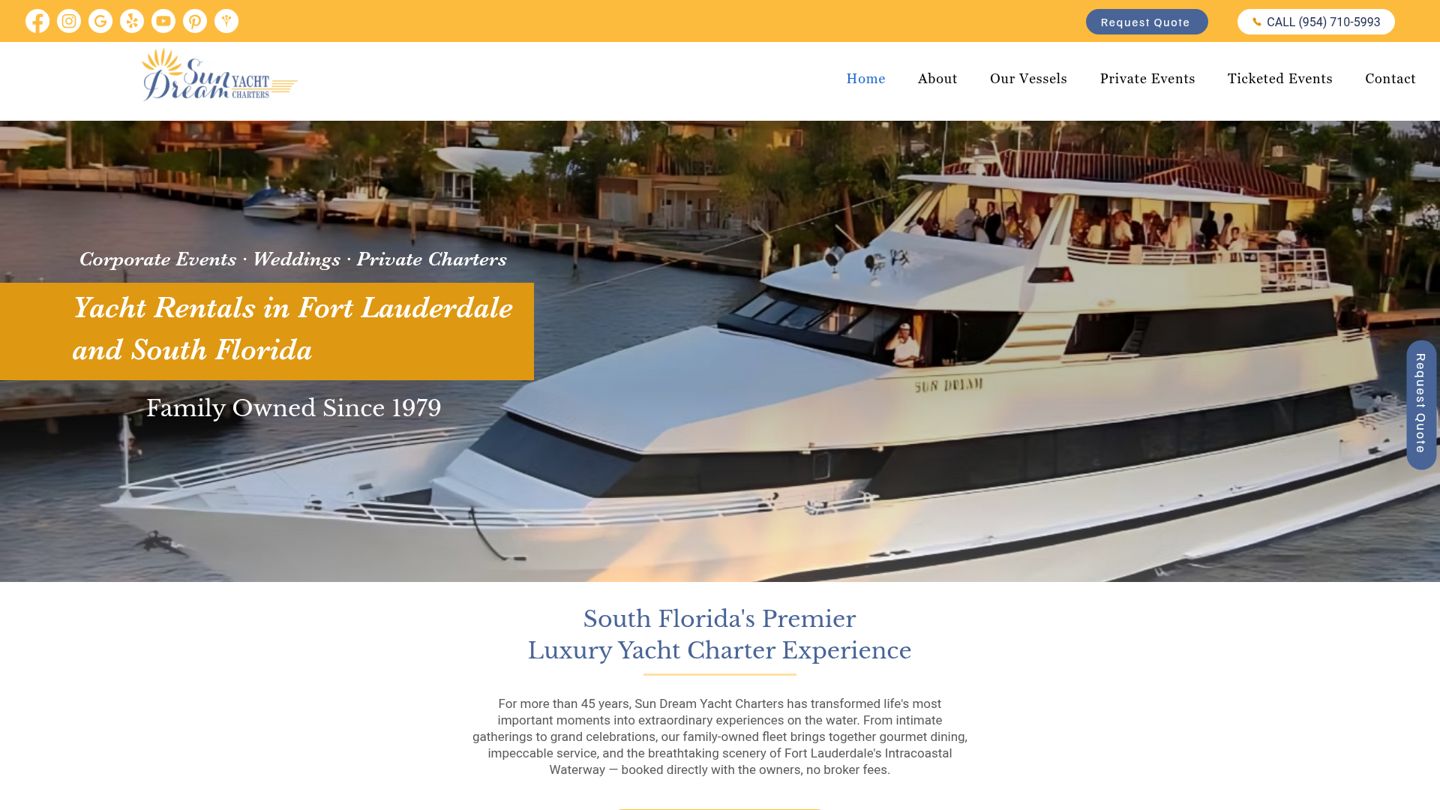 Request Quote
CALL (954) 710-5993
Sun
Dream
YACHT
CHARTERS
Home
About
Our Vessels
Private Events
Ticketed Events
Contact
Corporate Events · Weddings · Private Charters
Yacht Rentals in Fort Lauderdale
and South Florida
Family Owned Since 1979
SUN DREAM
Request Quote
South Florida's Premier
Luxury Yacht Charter Experience
For more than 45 years, Sun Dream Yacht Charters has transformed life's most
important moments into extraordinary experiences on the water. From intimate
gatherings to grand celebrations, our family-owned fleet brings together gourmet dining,
impeccable service, and the breathtaking scenery of Fort Lauderdale's Intracoastal
Waterway — booked directly with the owners, no broker fees.